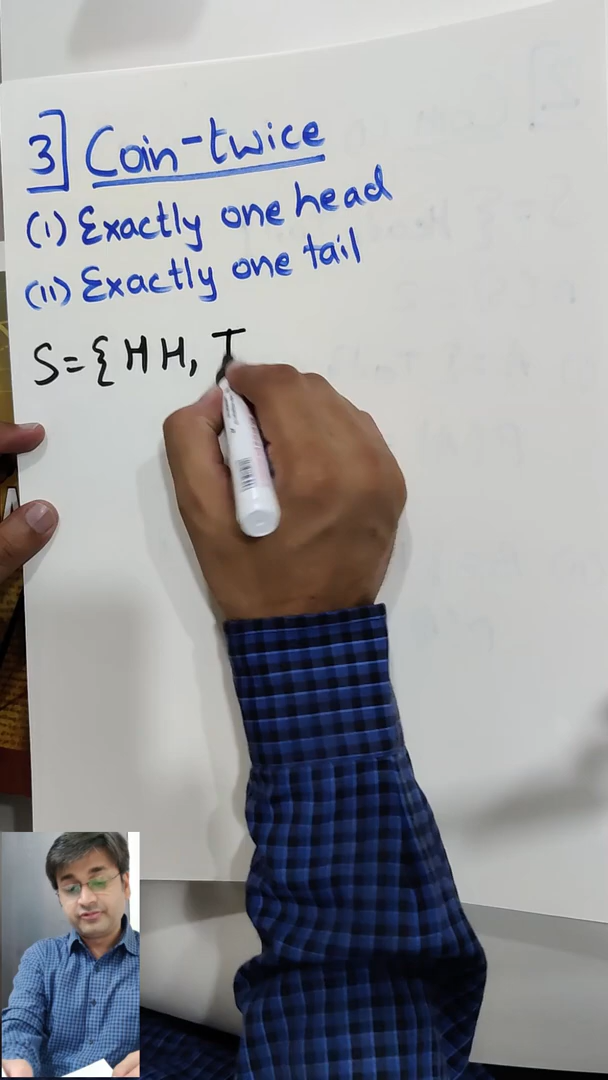 3] Coin-twice
(i) Exactly one head
(ii) Exactly one tail
S={HH, T